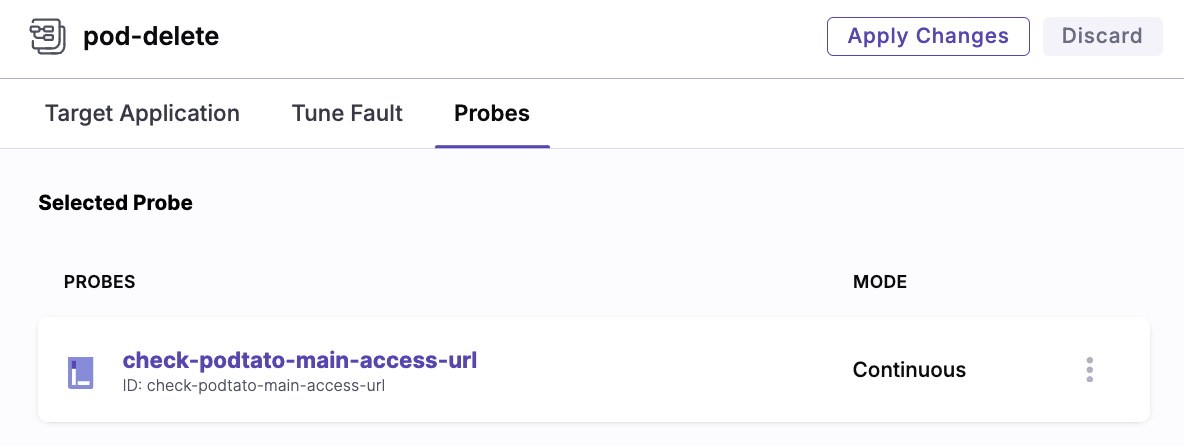 pod-delete
Apply Changes
Discard
Target Application
Tune Fault
Probes
Selected Probe
PROBES
MODE
check-podtato-main-access-url
ID: check-podtato-main-access-url
Continuous